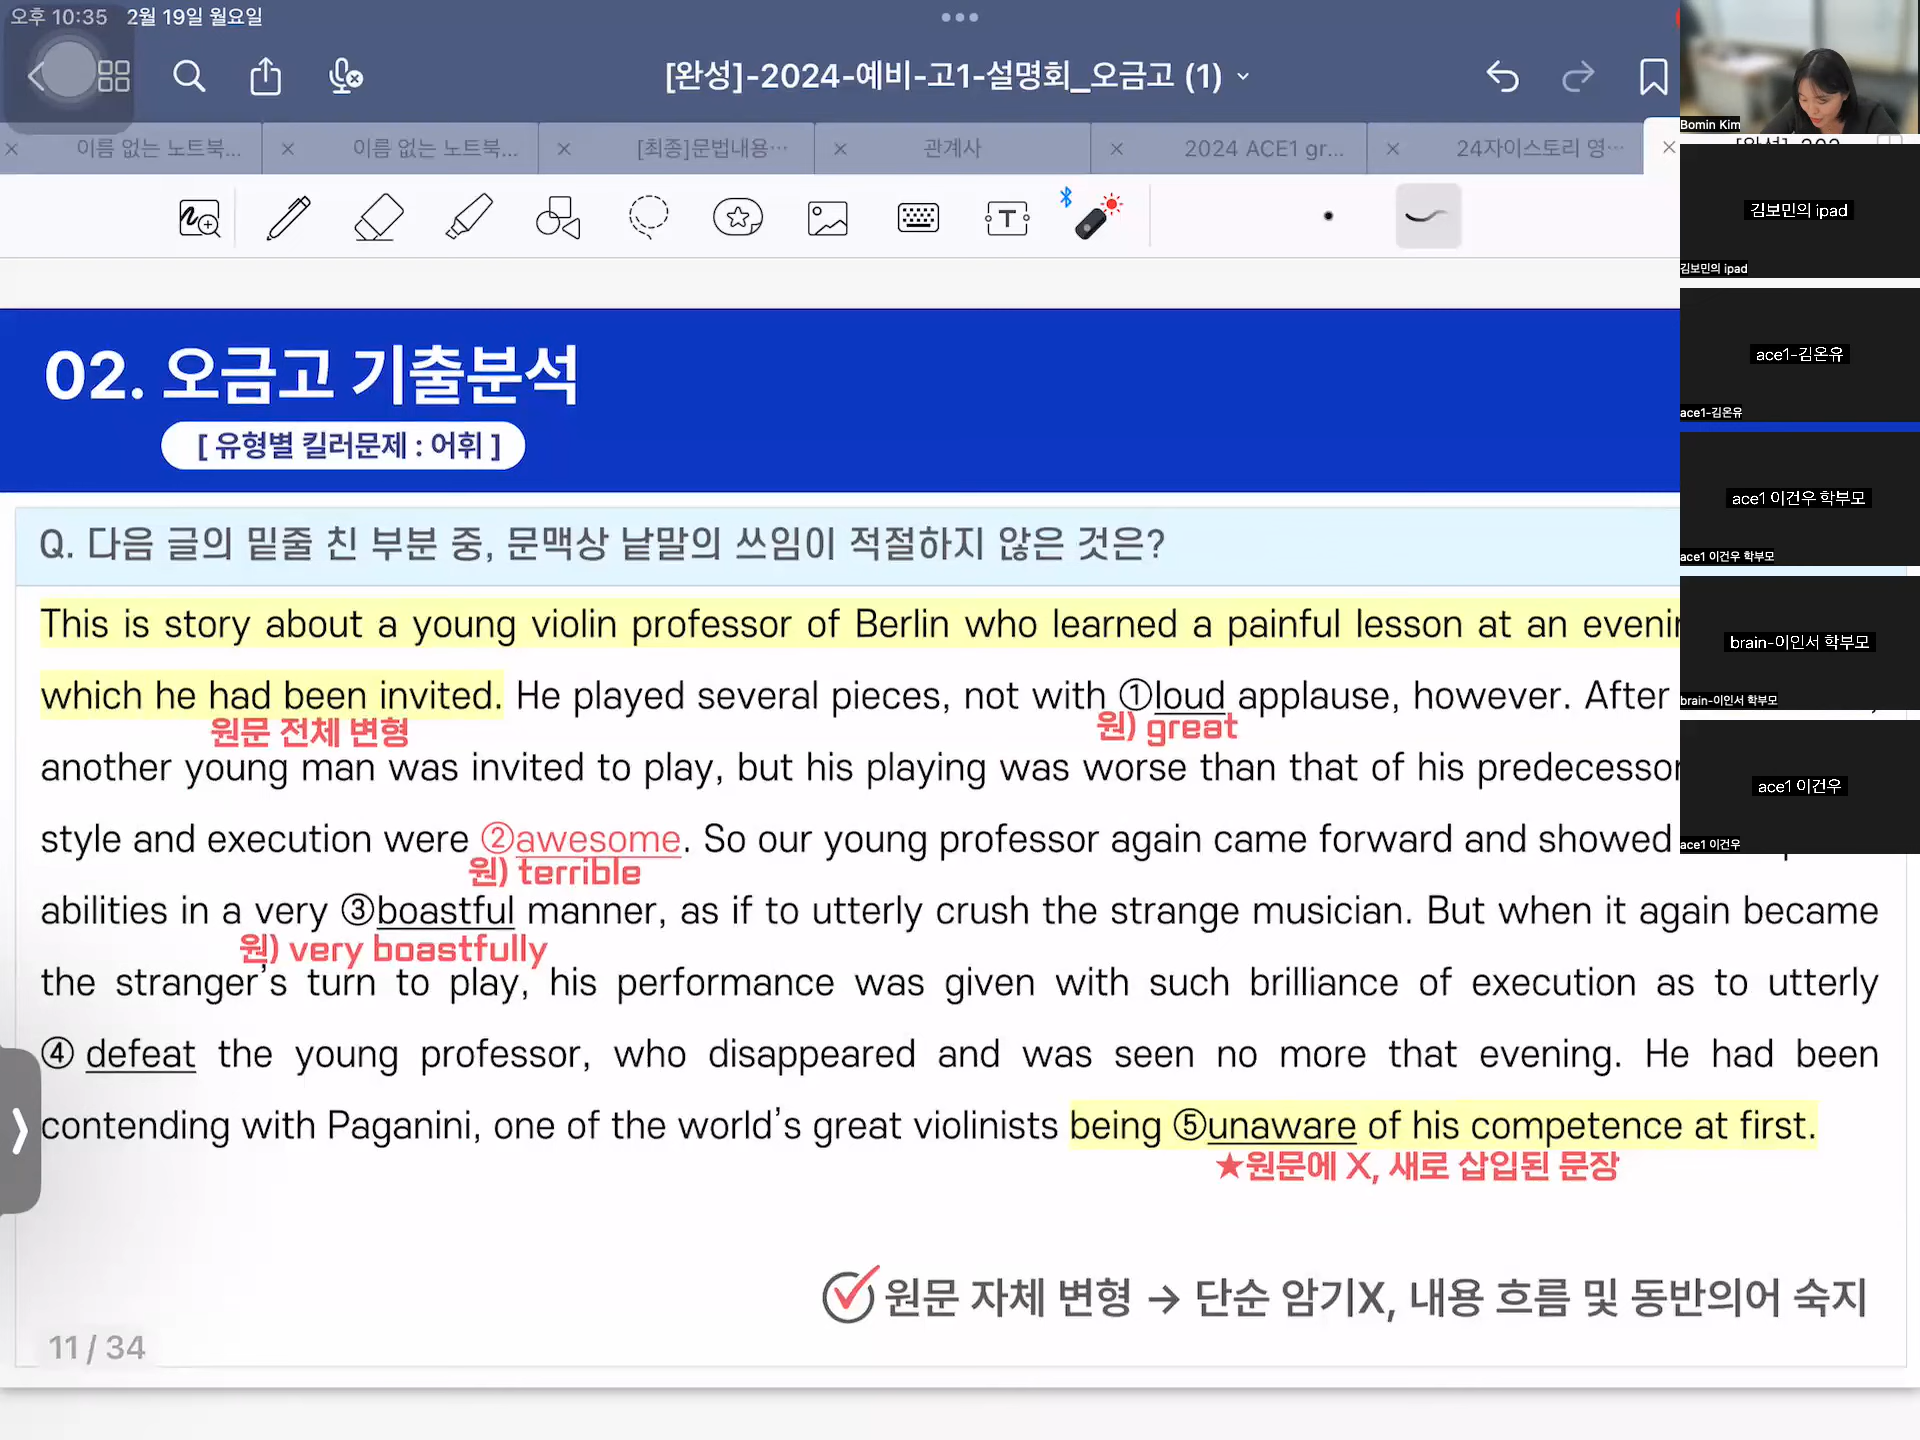 오후 10:35 2월 19일 월요일
[완성]-2024-예비-고1-설명회_오금고 (1)
이름 없는 노트북...
이름 없는 노트북...
[최종]문법내용...
관계사
2024 ACE1 gr...
24자이스토리 영...
02. 오금고 기출분석
[ 유형별 킬러문제 : 어휘 ]
Q. 다음 글의 밑줄 친 부분 중, 문맥상 낱말의 쓰임이 적절하지 않은 것은?
This is story about a young violin professor of Berlin who learned a painful lesson at an
which he had been invited. He played several pieces, not with ①loud applause, however. After
원문 전체 변형
원) great
another young man was invited to play, but his playing was worse than that of his
style and execution were ②awesome. So our young professor again came forward and showed
원) terrible
abilities in a very ③boastful manner, as if to utterly crush the strange musician. But when it again became
원) very boastfully
the stranger's turn to play, his performance was given with such brilliance of execution as to utterly
④ defeat the young professor, who disappeared and was seen no more that evening. He had been
contending with Paganini, one of the world's great violinists being ⑤unaware of his competence at first.
★원문에 X, 새로 삽입된 문장
원문 자체 변형 → 단순 암기X, 내용 흐름 및 동반의어 숙지
11 / 34
Bomin Kim
김보민의 ipad
김보민의 ipad
ace1-김온유
ace1-김온유
ace1 이건우 학부모
ace1 이건우 학부모
brain-이인서 학부모
brain-이인서 학부모
ace1 이건우
ace1 이건우